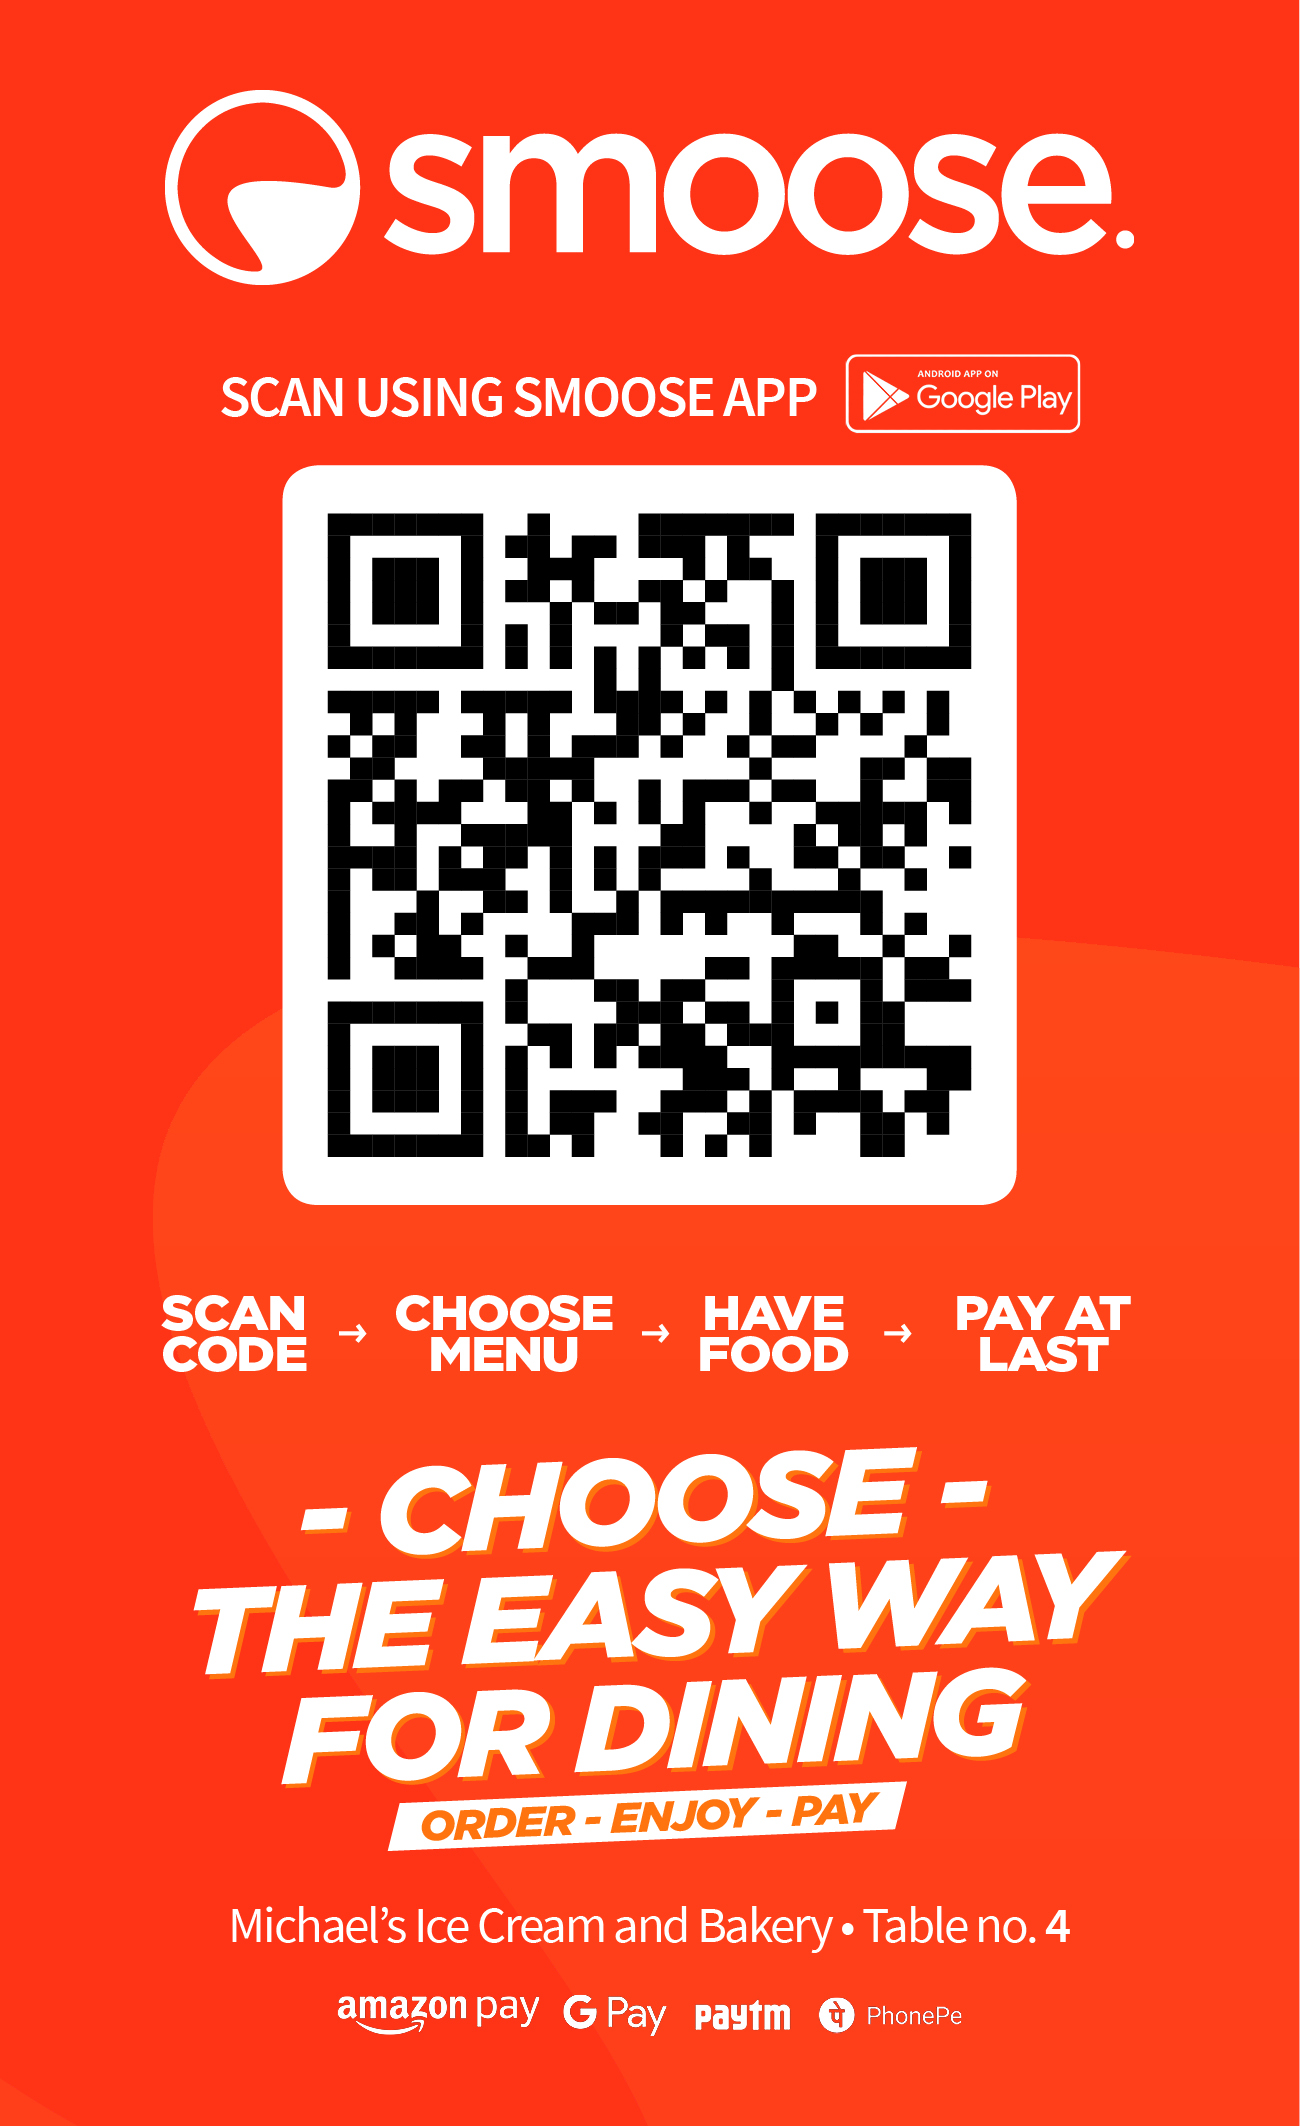 smoose.
SCAN USING SMOOSE APP
ANDROID APP ON
Google Play
SCAN CODE → CHOOSE MENU → HAVE FOOD → PAY AT LAST
- CHOOSE -
THE EASY WAY
FOR DINING
ORDER - ENJOY - PAY
Michael’s Ice Cream and Bakery • Table no. 4
amazon pay G Pay paytm पे PhonePe